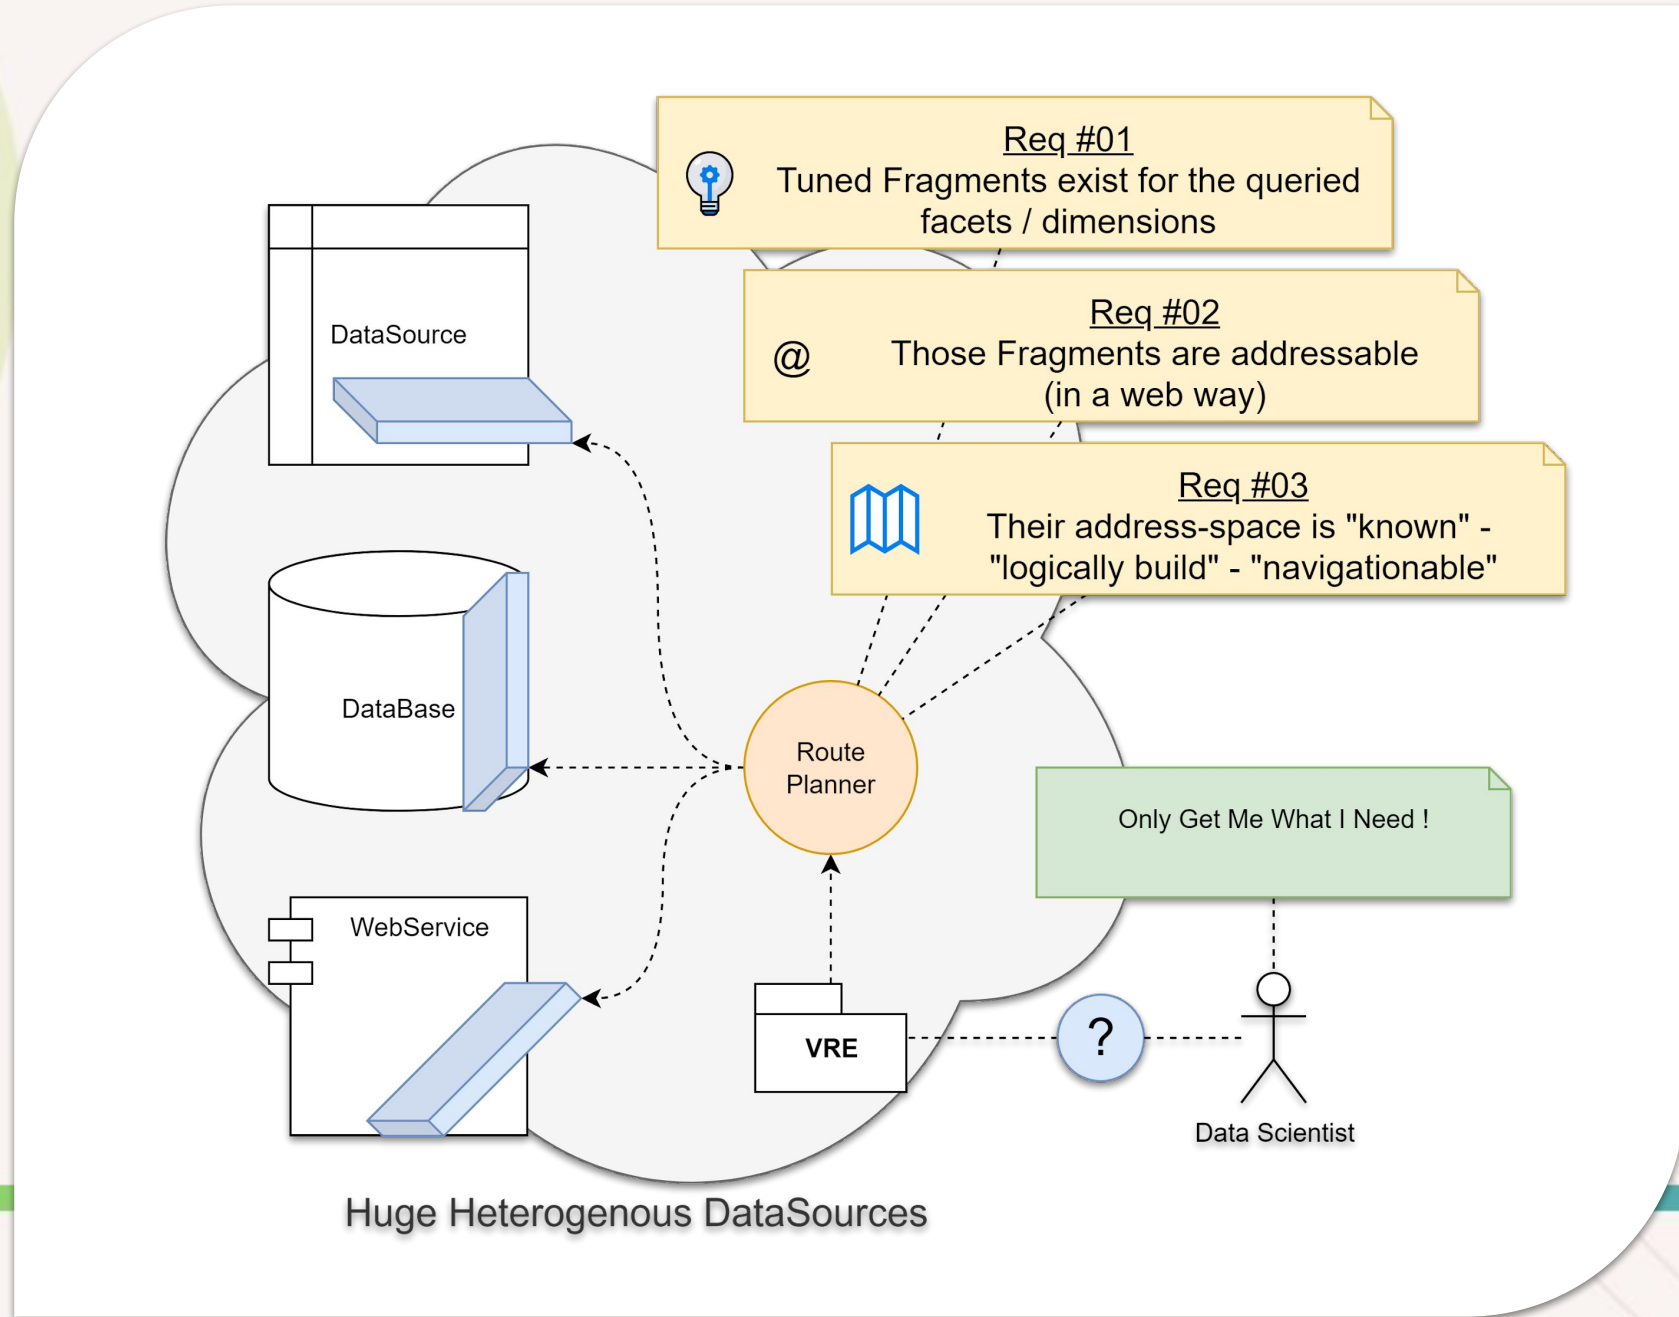 Req #01
Tuned Fragments exist for the queried
facets / dimensions
Req #02
@
Those Fragments are addressable
(in a web way)
Req #03
Their address-space is "known" -
"logically build" - "navigationable"
DataSource
DataBase
WebService
Route
Planner
Only Get Me What I Need !
VRE
?
Data Scientist
Huge Heterogenous DataSources